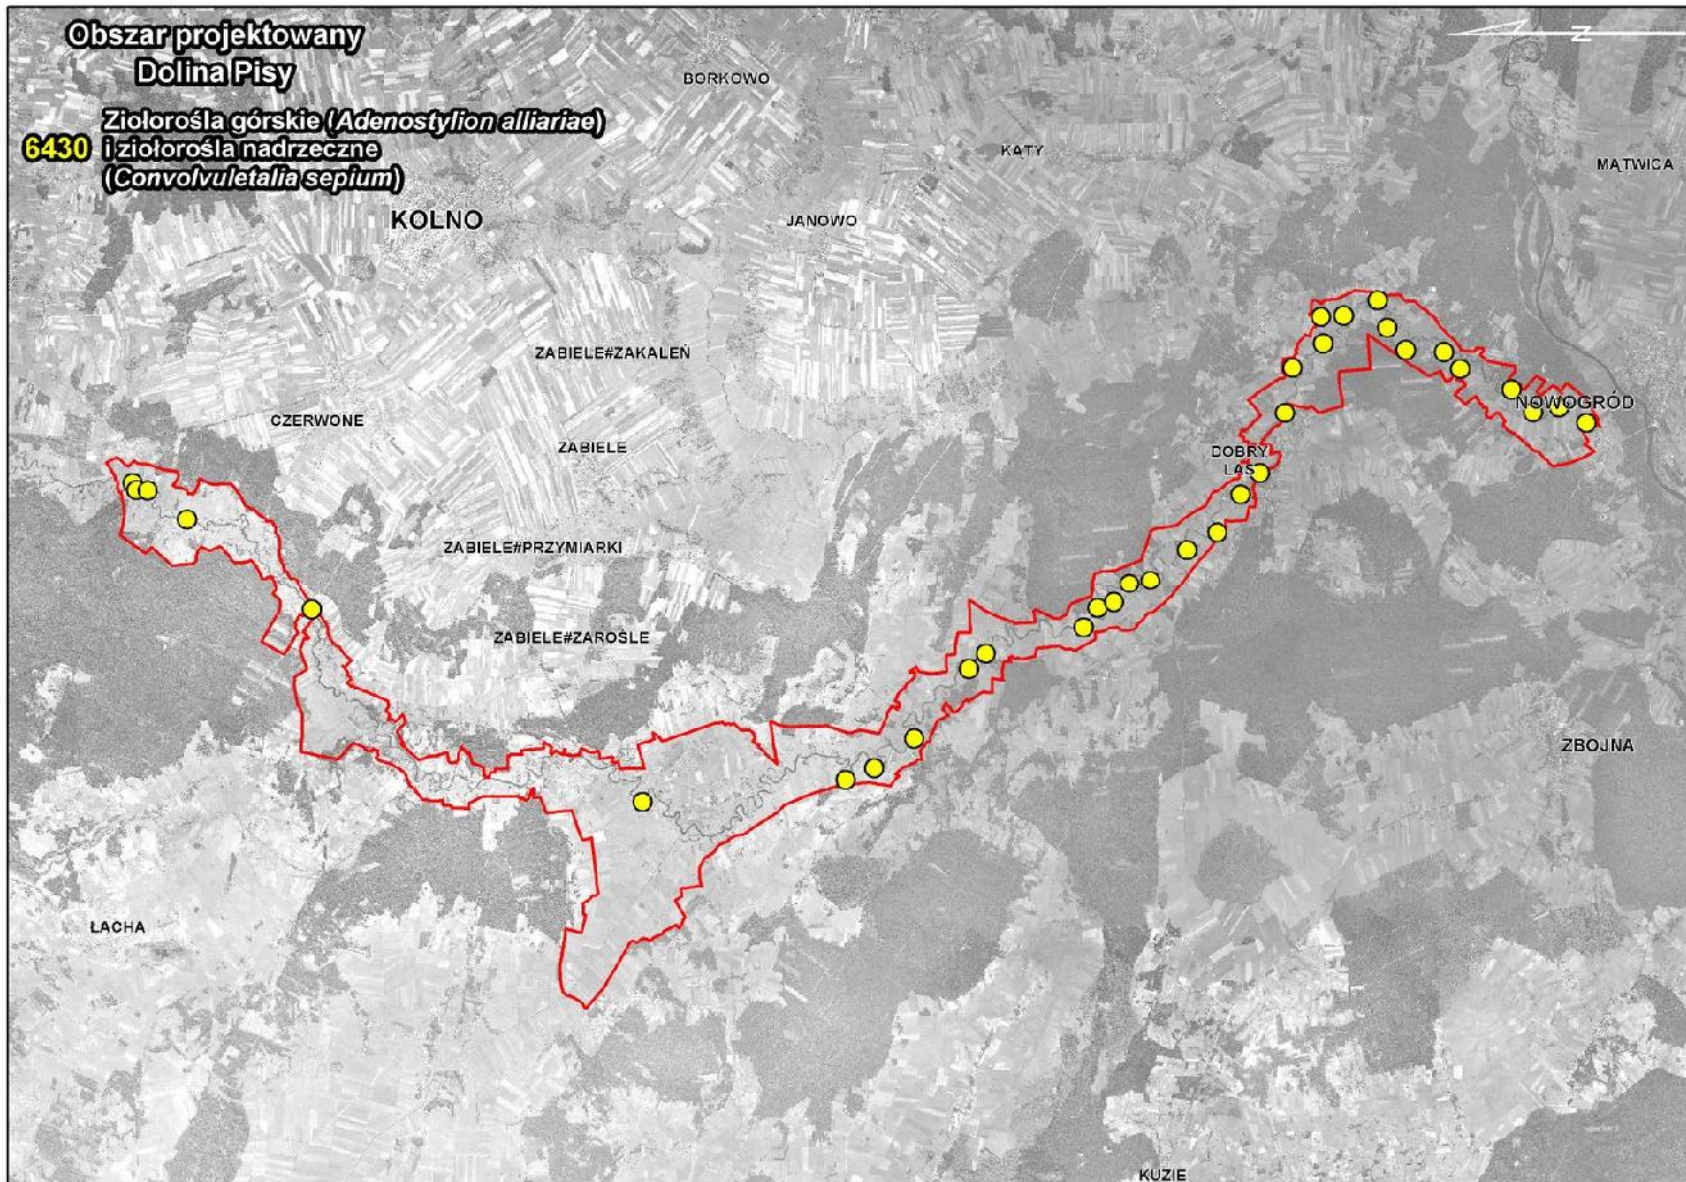 Obszar projektowany
Dolina Pisy
6430 Ziołorośla górskie (Adenostylion alliariae)
i ziołorośla nadrzeczne
(Convolvuletalia sepium)
N
BORKOWO
KĄTY
MĄTWICA
KOLNO
JANOWO
ZABIELE#ZAKALEŃ
CZERWONE
NOWOGRÓD
ZABIELE
DOBRY
LAS
ZABIELE#PRZYMIARKI
ZABIELE#ZAROŚLE
ZBOJNA
ŁACHA
KUZIE